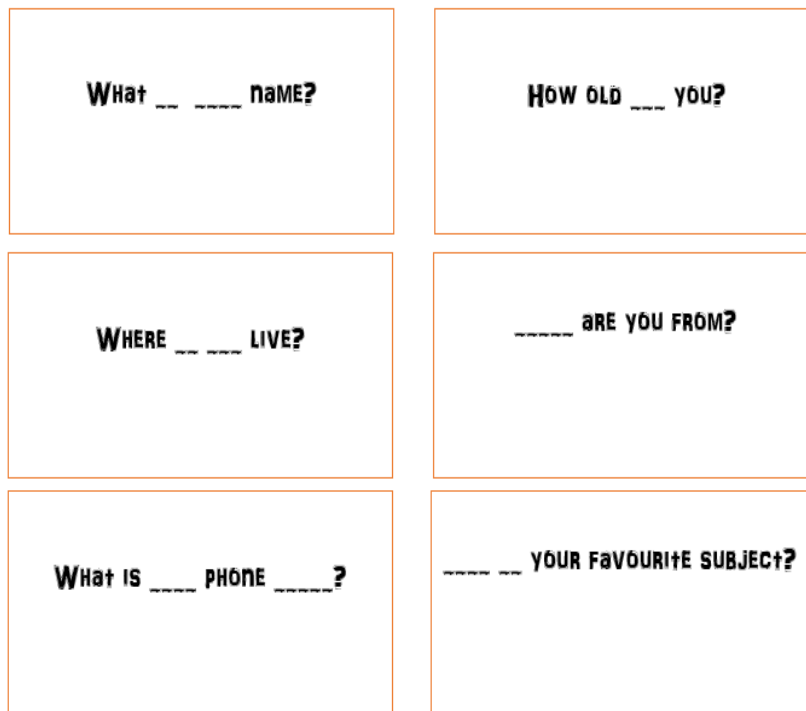 What __ ____ name?
How old ___ you?
Where __ ___ live?
_____ are you from?
What is ____ phone _____?
____ __ your favourite subject?